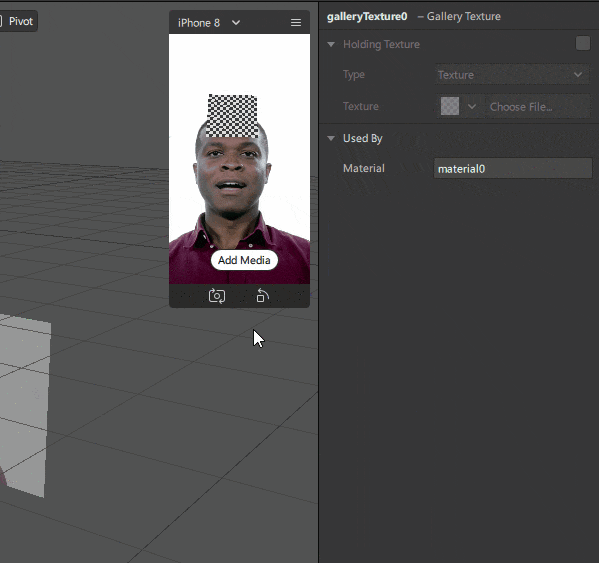 Pivot
iPhone 8
Add Media
galleryTexture0 – Gallery Texture
Holding Texture
Type Texture
Texture Choose File...
Used By
Material material0